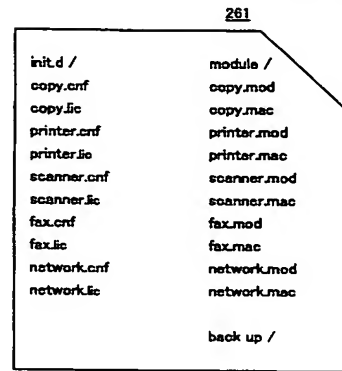 261
init.d /
copy.cnf
copy.lic
printer.cnf
printer.lic
scanner.cnf
scanner.lic
fax.cnf
fax.lic
network.cnf
network.lic
module /
copy.mod
copy.mac
printer.mod
printer.mac
scanner.mod
scanner.mac
fax.mod
fax.mac
network.mod
network.mac
back up /